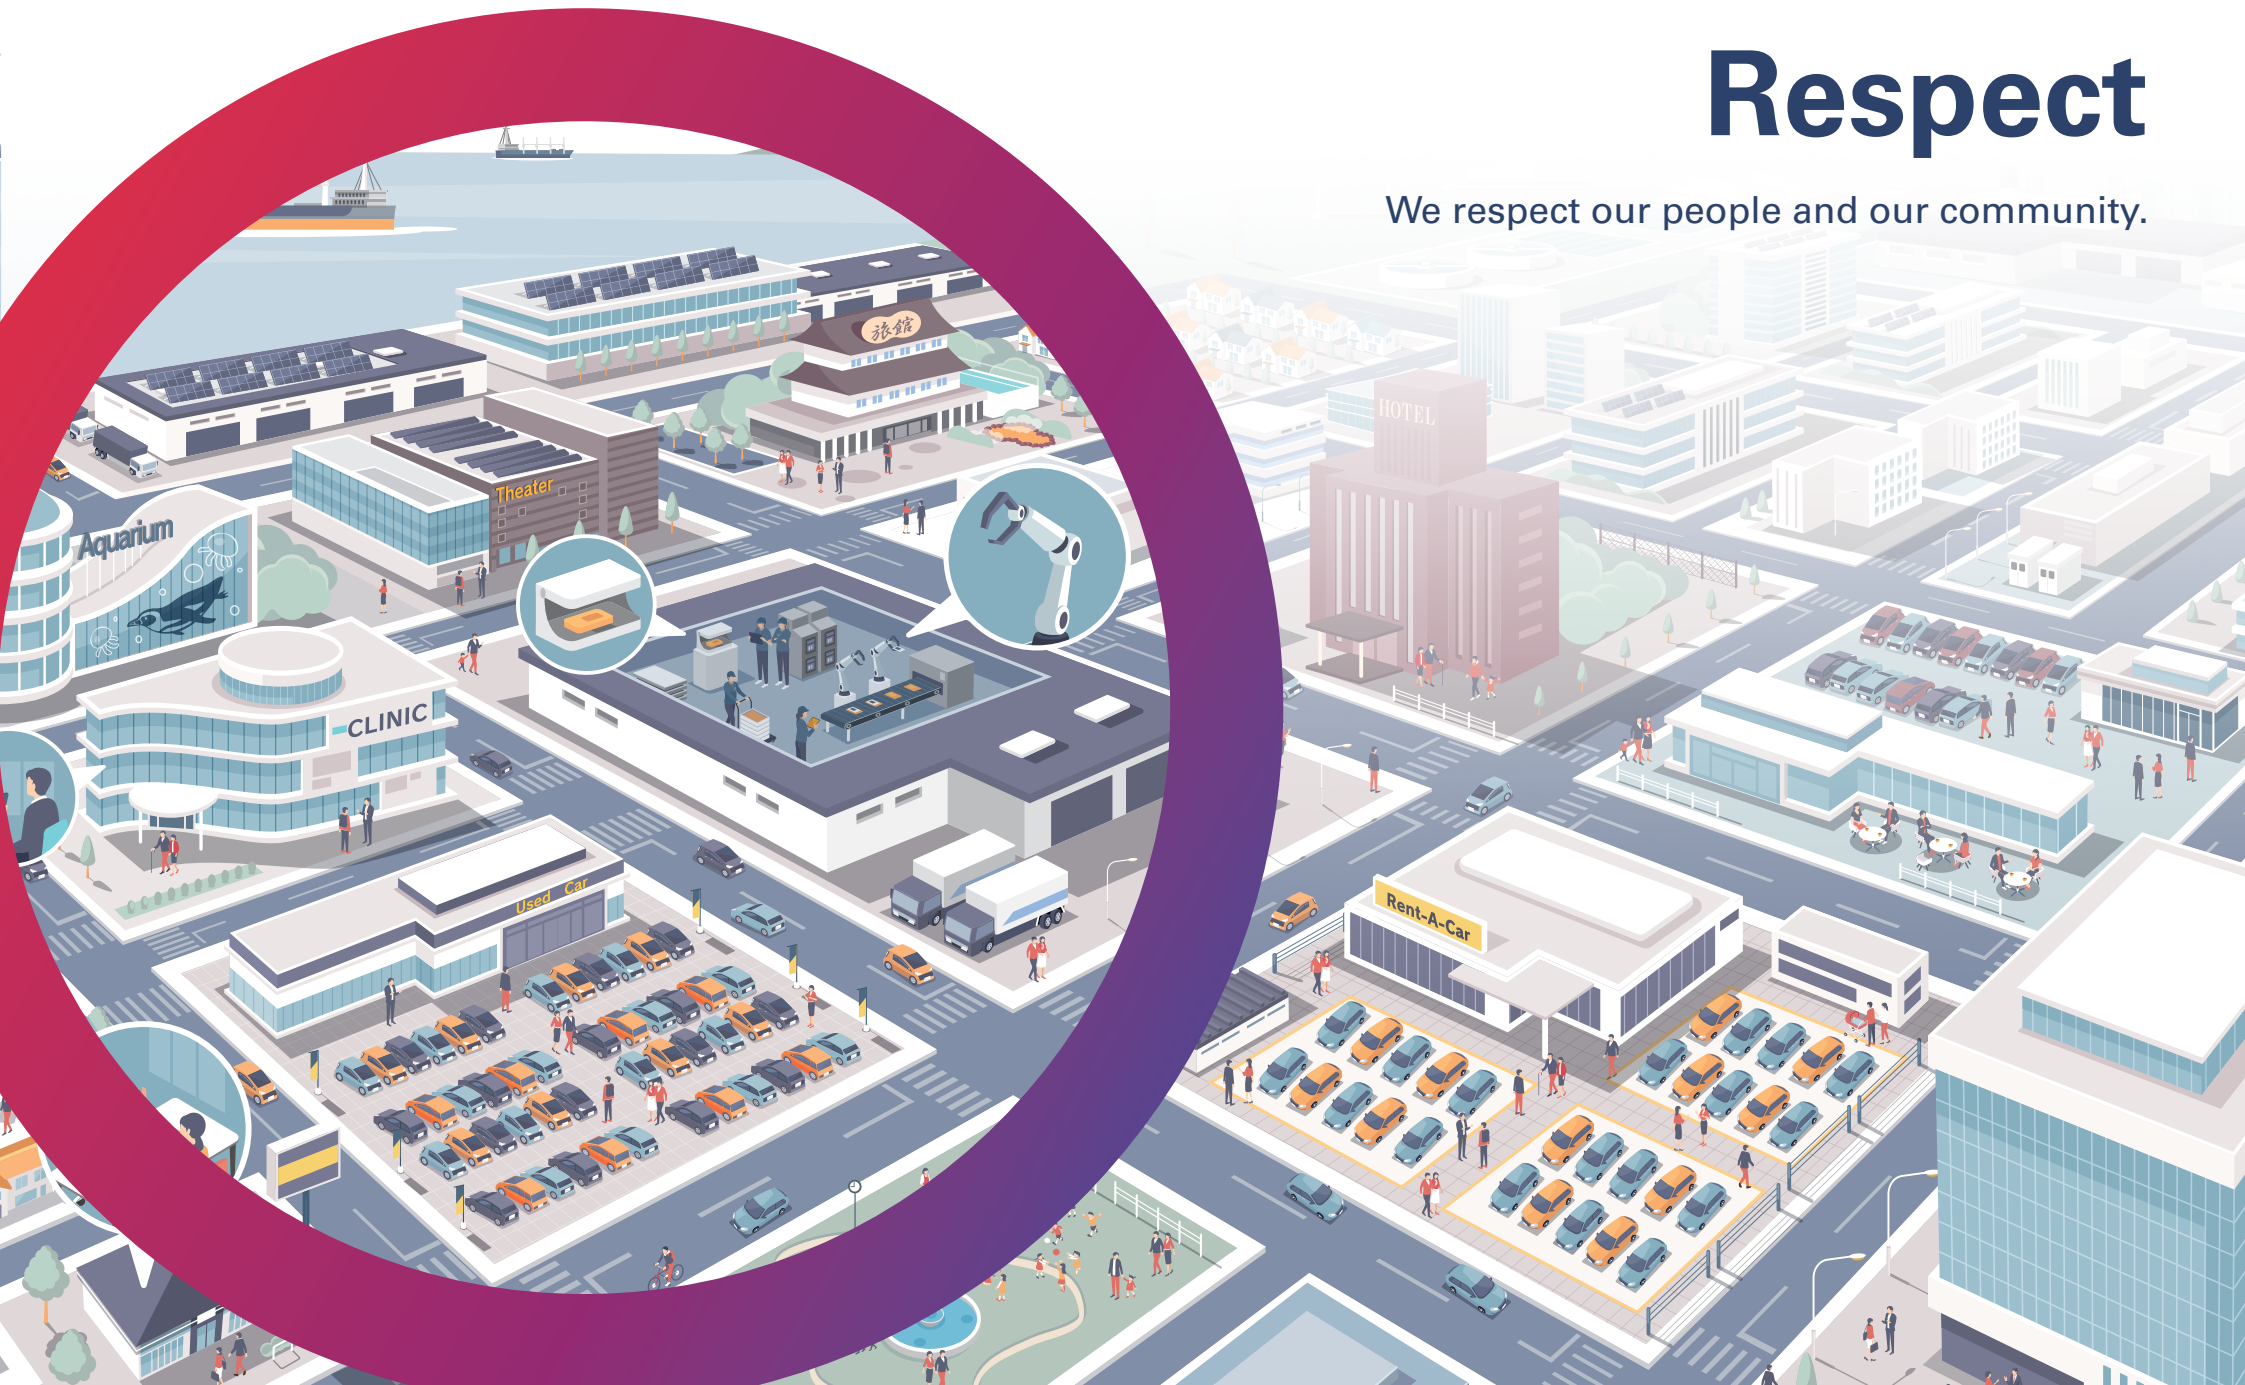 Respect
We respect our people and our community.
旅館
HOTEL
Theater
Aquarium
CLINIC
Used Car
Rent-A-Car